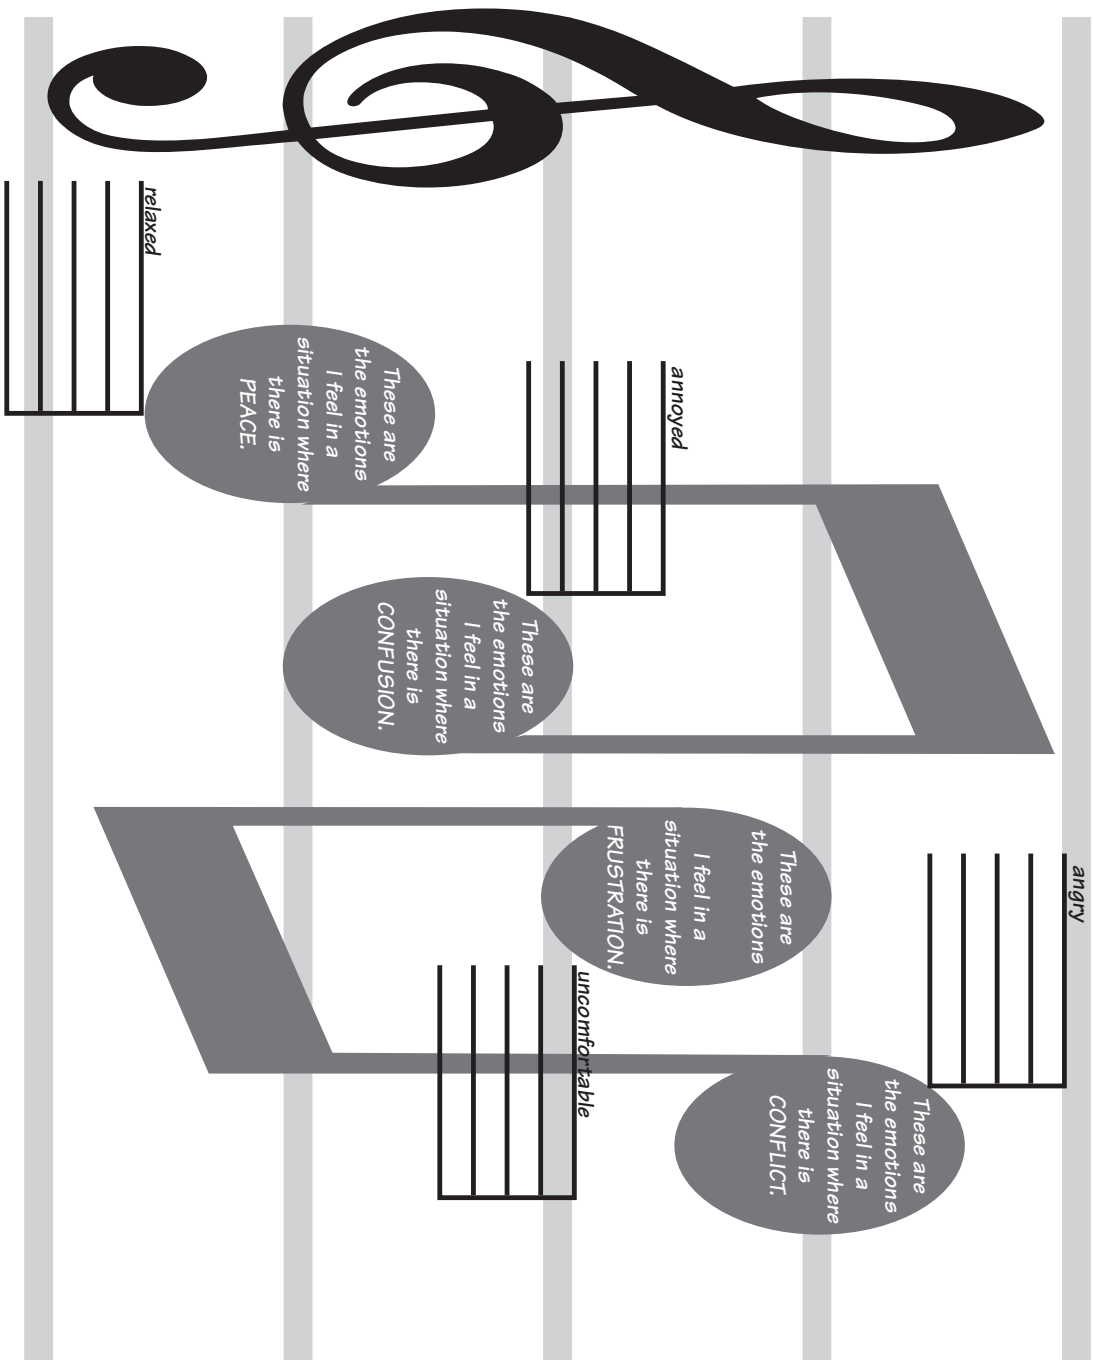 relaxed
These are
the emotions
I feel in a
situation where
there is
PEACE.
annoyed
These are
the emotions
I feel in a
situation where
there is
CONFUSION.
These are
the emotions
I feel in a
situation where
there is
FRUSTRATION.
uncomfortable
angry
These are
the emotions
I feel in a
situation where
there is
CONFLICT.